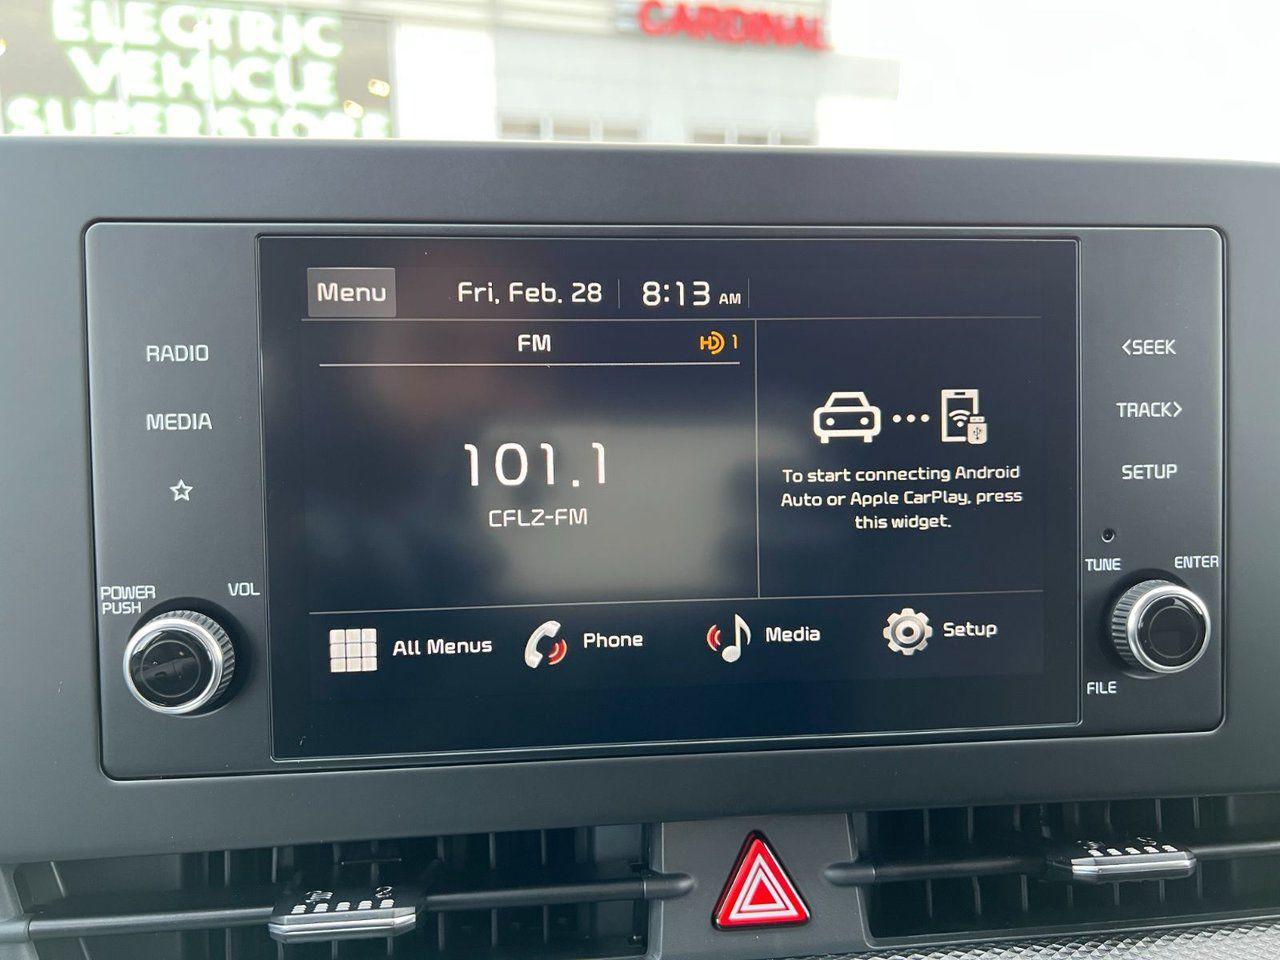 ELECTRIC
VEHICLE
SUPERSTORE
CARDINAL
Menu
Fri, Feb. 28
8:13 AM
FM
HD 1
101.1
CFLZ-FM
To start connecting Android
Auto or Apple CarPlay, press
this widget.
All Menus
Phone
Media
Setup
RADIO
MEDIA
POWER
PUSH
VOL
<SEEK
TRACK>
SETUP
TUNE
ENTER
FILE